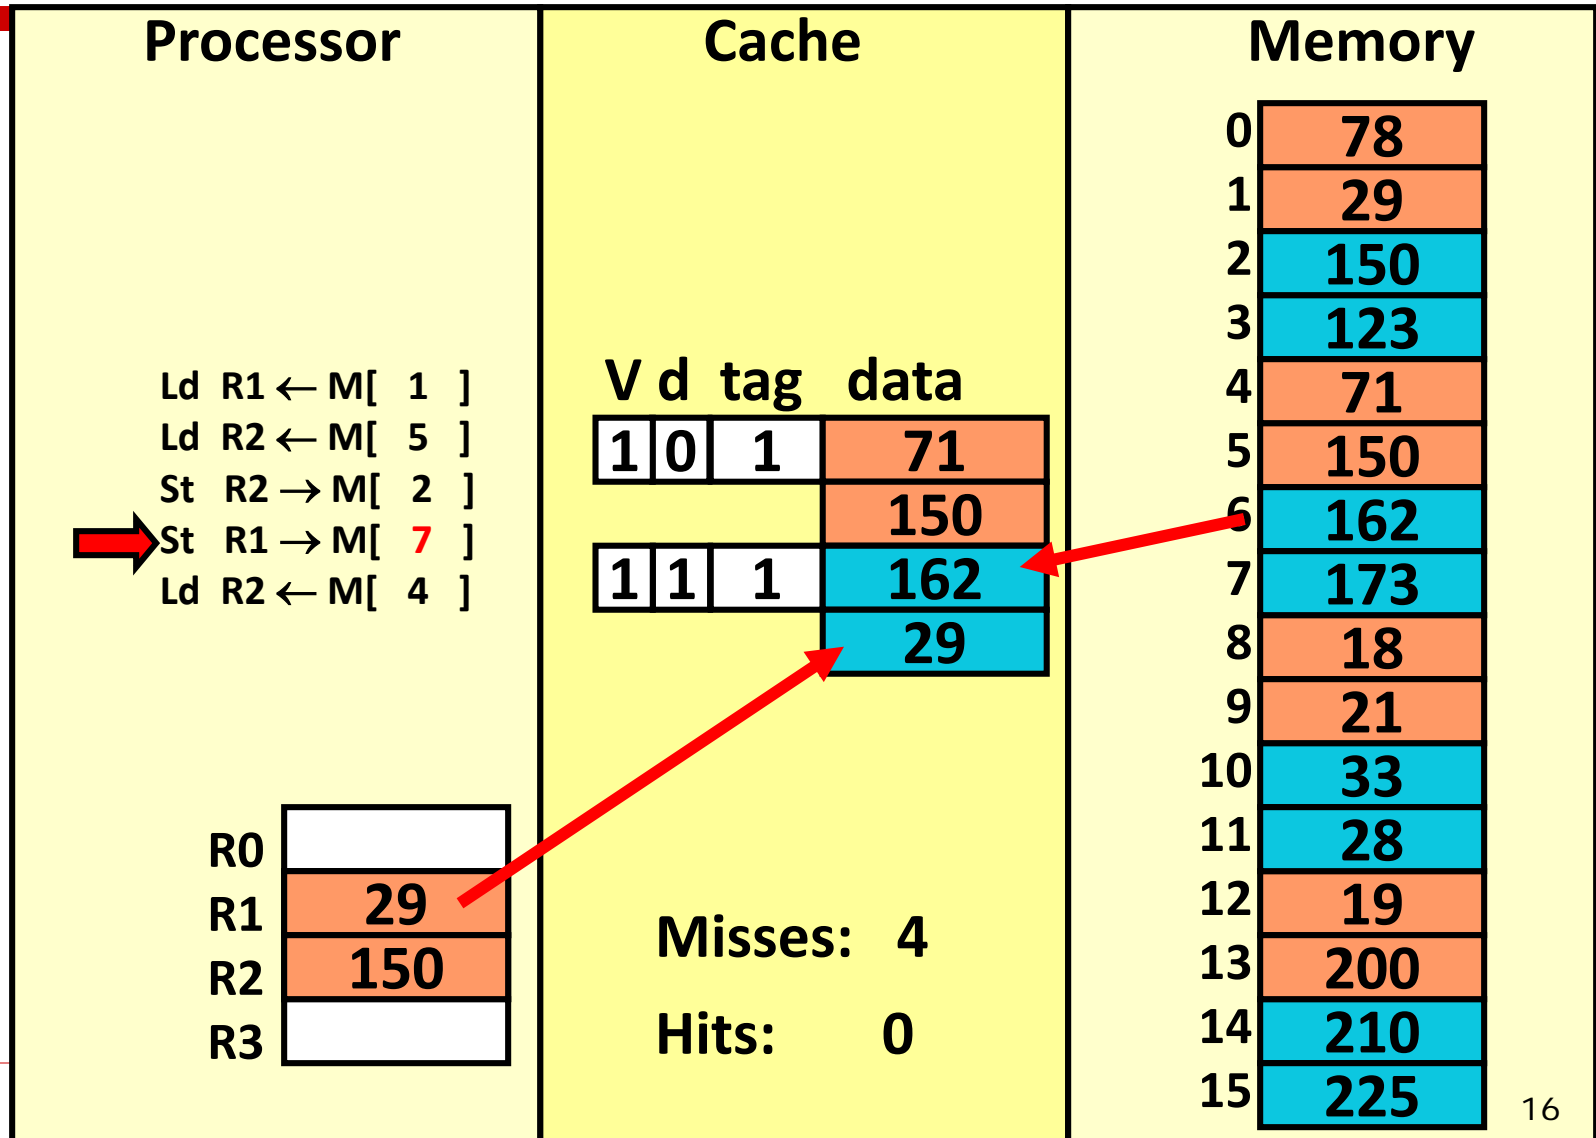 Processor
Ld R1 ← M[ 1 ]
Ld R2 ← M[ 5 ]
St R2 → M[ 2 ]
St R1 → M[ 7 ]
Ld R2 ← M[ 4 ]
R0
R1 29
R2 150
R3
Cache
V d tag data
1 0 1 71
150
1 1 1 162
29
Misses: 4
Hits: 0
Memory
0 78
1 29
2 150
3 123
4 71
5 150
6 162
7 173
8 18
9 21
10 33
11 28
12 19
13 200
14 210
15 225
16